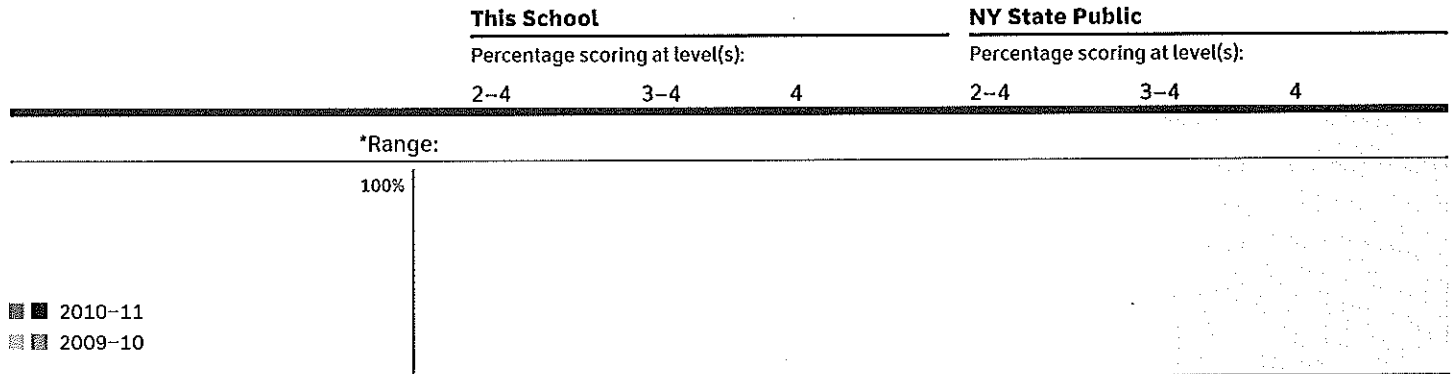 This School NY State Public
Percentage scoring at level(s): Percentage scoring at level(s):
2–4 3–4 4 2–4 3–4 4
*Range:
100%
2010–11
2009–10